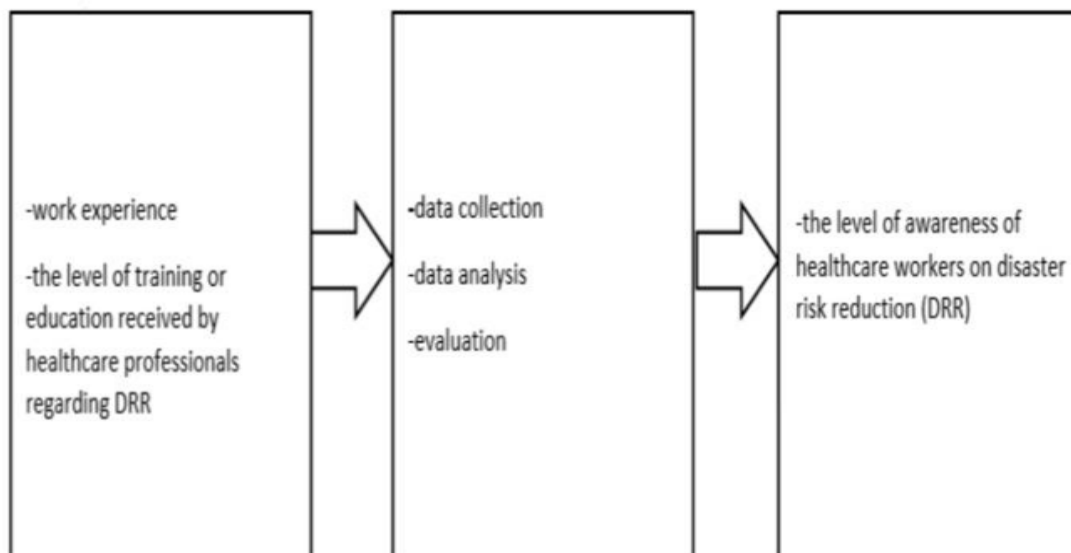 -work experience
-the level of training or
education received by
healthcare professionals
regarding DRR
-data collection
-data analysis
-evaluation
-the level of awareness of
healthcare workers on disaster
risk reduction (DRR)